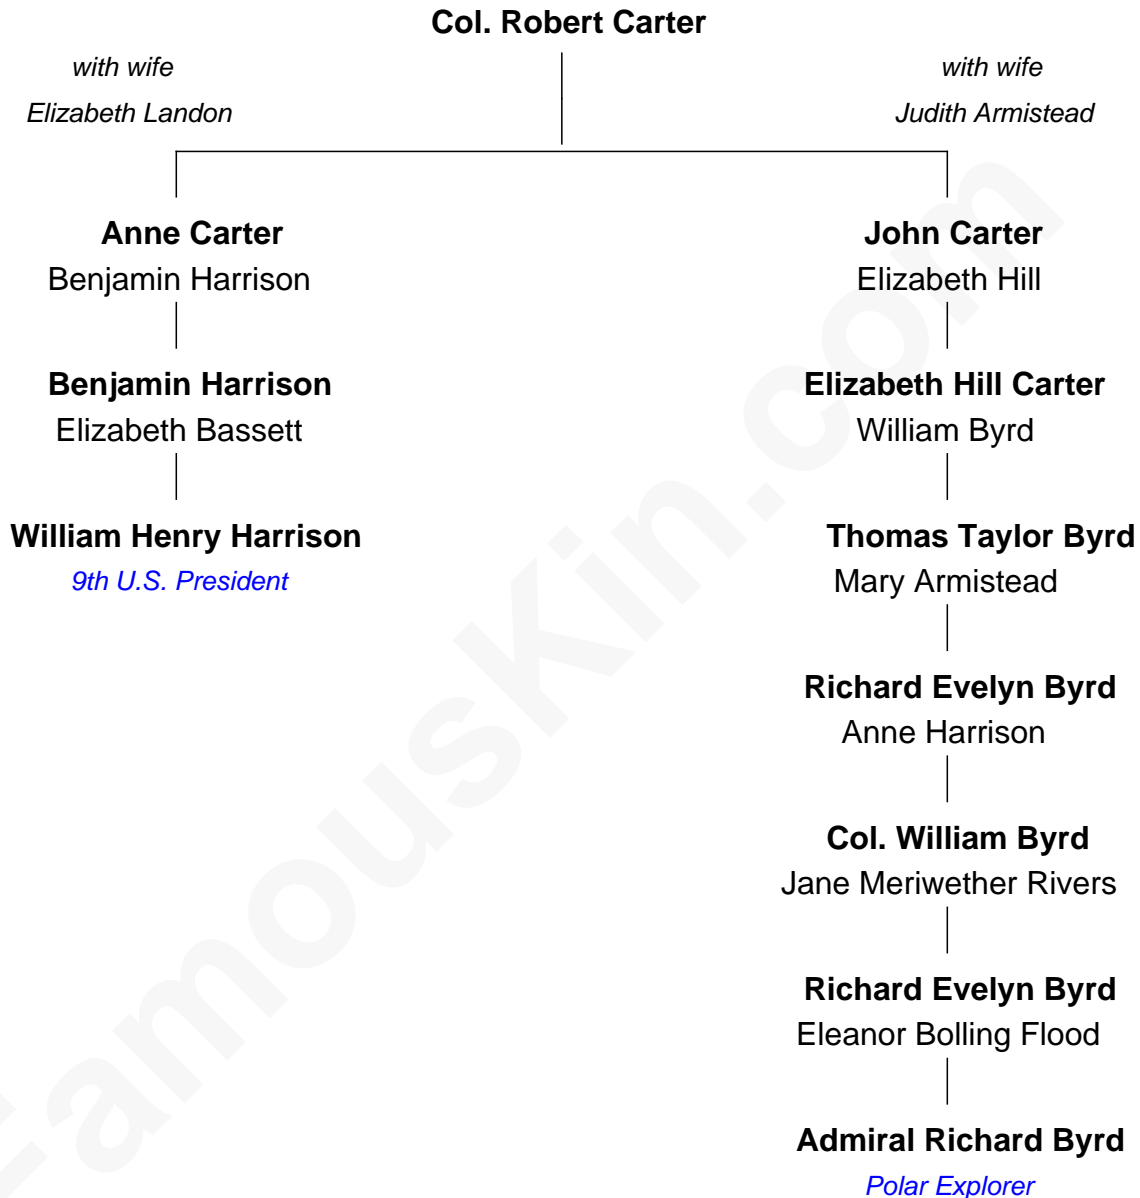 Col. Robert Carter
with wife
Elizabeth Landon
with wife
Judith Armistead
Anne Carter
Benjamin Harrison
John Carter
Elizabeth Hill
Benjamin Harrison
Elizabeth Bassett
Elizabeth Hill Carter
William Byrd
William Henry Harrison
9th U.S. President
Thomas Taylor Byrd
Mary Armistead
Richard Evelyn Byrd
Anne Harrison
Col. William Byrd
Jane Meriwether Rivers
Richard Evelyn Byrd
Eleanor Bolling Flood
Admiral Richard Byrd
Polar Explorer
FamousKin.com